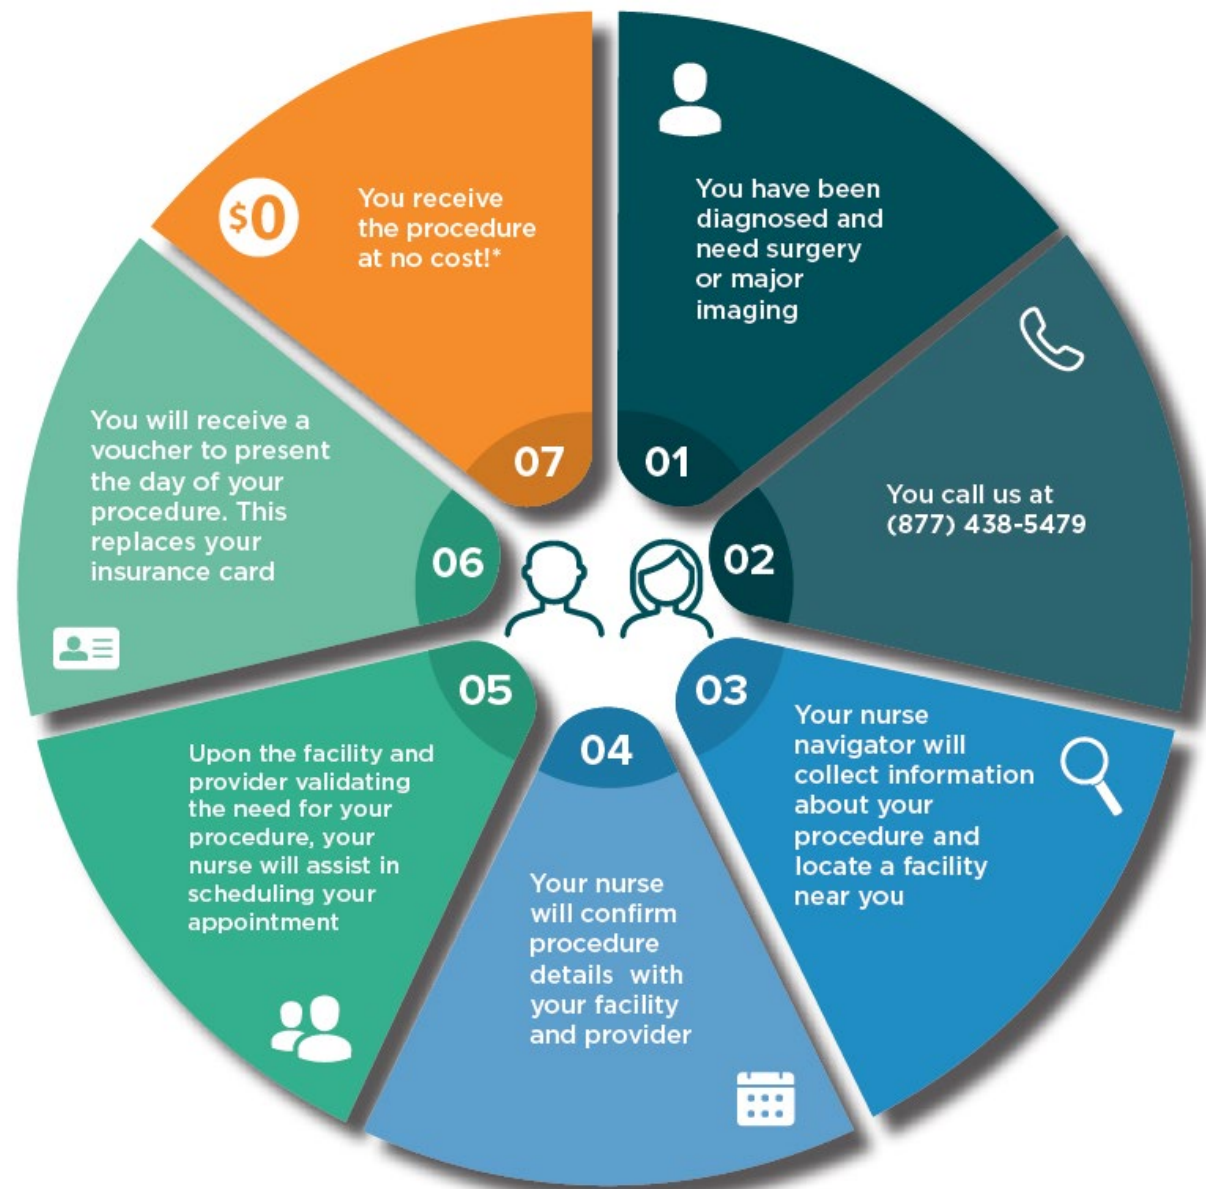 01
You have been
diagnosed and
need surgery
or major
imaging
02
You call us at
(877) 438-5479
03
Your nurse
navigator will
collect information
about your
procedure and
locate a facility
near you
04
Your nurse
will confirm
procedure
details with
your facility
and provider
05
Upon the facility and
provider validating
the need for your
procedure, your
nurse will assist in
scheduling your
appointment
06
You will receive a
voucher to present
the day of your
procedure. This
replaces your
insurance card
07
$0
You receive
the procedure
at no cost!*